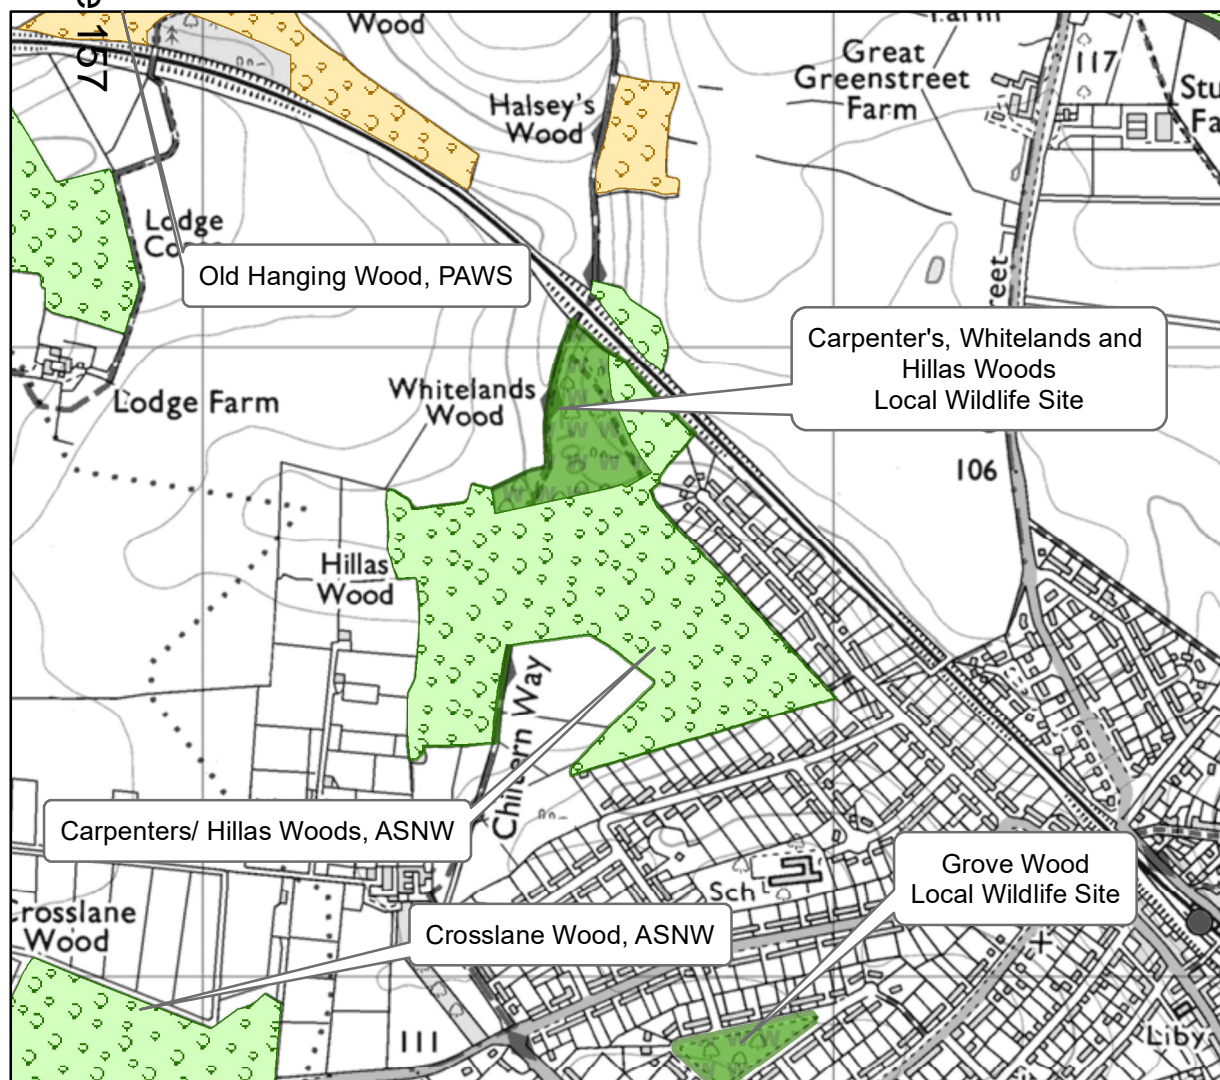 157
Wood
Farm
Great
Greenstreet
Farm
117
Halsey's
Wood
Lodge
Old Hanging Wood, PAWS
Carpenter's, Whitelands and
Hillas Woods
Local Wildlife Site
Whitelands
Wood
Lodge Farm
106
Hillas
Wood
Chiltern Way
Carpenters/ Hillas Woods, ASNW
Grove Wood
Local Wildlife Site
Sch
Crosslane
Wood
Crosslane Wood, ASNW
111
Liby